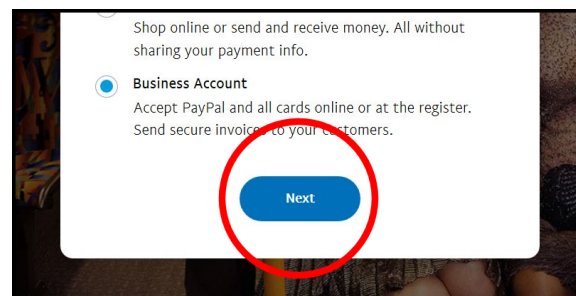 Shop online or send and receive money. All without
sharing your payment info.
Business Account
Accept PayPal and all cards online or at the register.
Send secure invoices to your customers.
Next